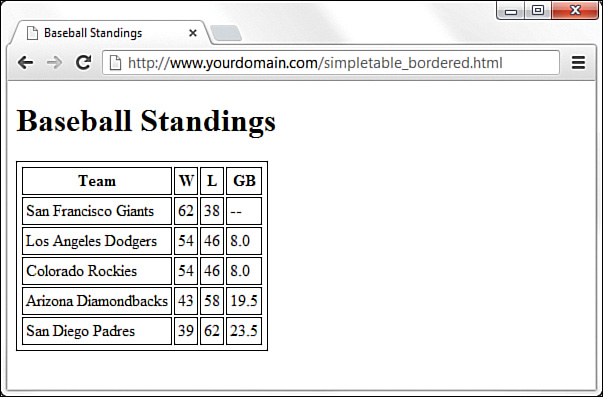 Baseball Standings
http://www.yourdomain.com/simpletable_bordered.html
Baseball Standings
Team W L GB
San Francisco Giants 62 38 --
Los Angeles Dodgers 54 46 8.0
Colorado Rockies 54 46 8.0
Arizona Diamondbacks 43 58 19.5
San Diego Padres 39 62 23.5